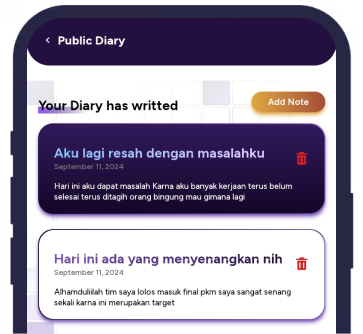 Public Diary
Your Diary has writted
Add Note
Aku lagi resah dengan masalahku
September 11, 2024
Hari ini aku dapat masalah Karna aku banyak kerjaan terus belum
selesai terus ditagih orang bingung mau gimana lagi
Hari ini ada yang menyenangkan nih
September 11, 2024
Alhamduliilah tim saya lolos masuk final pkm saya sangat senang
sekali karna ini merupakan target